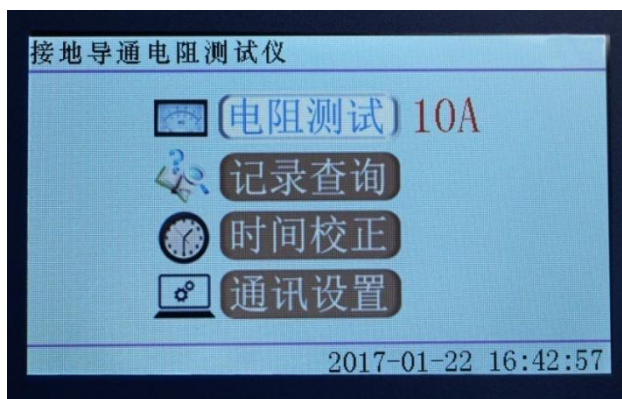 接地导通电阻测试仪
电阻测试 10A
记录查询
时间校正
通讯设置
2017-01-22 16:42:57